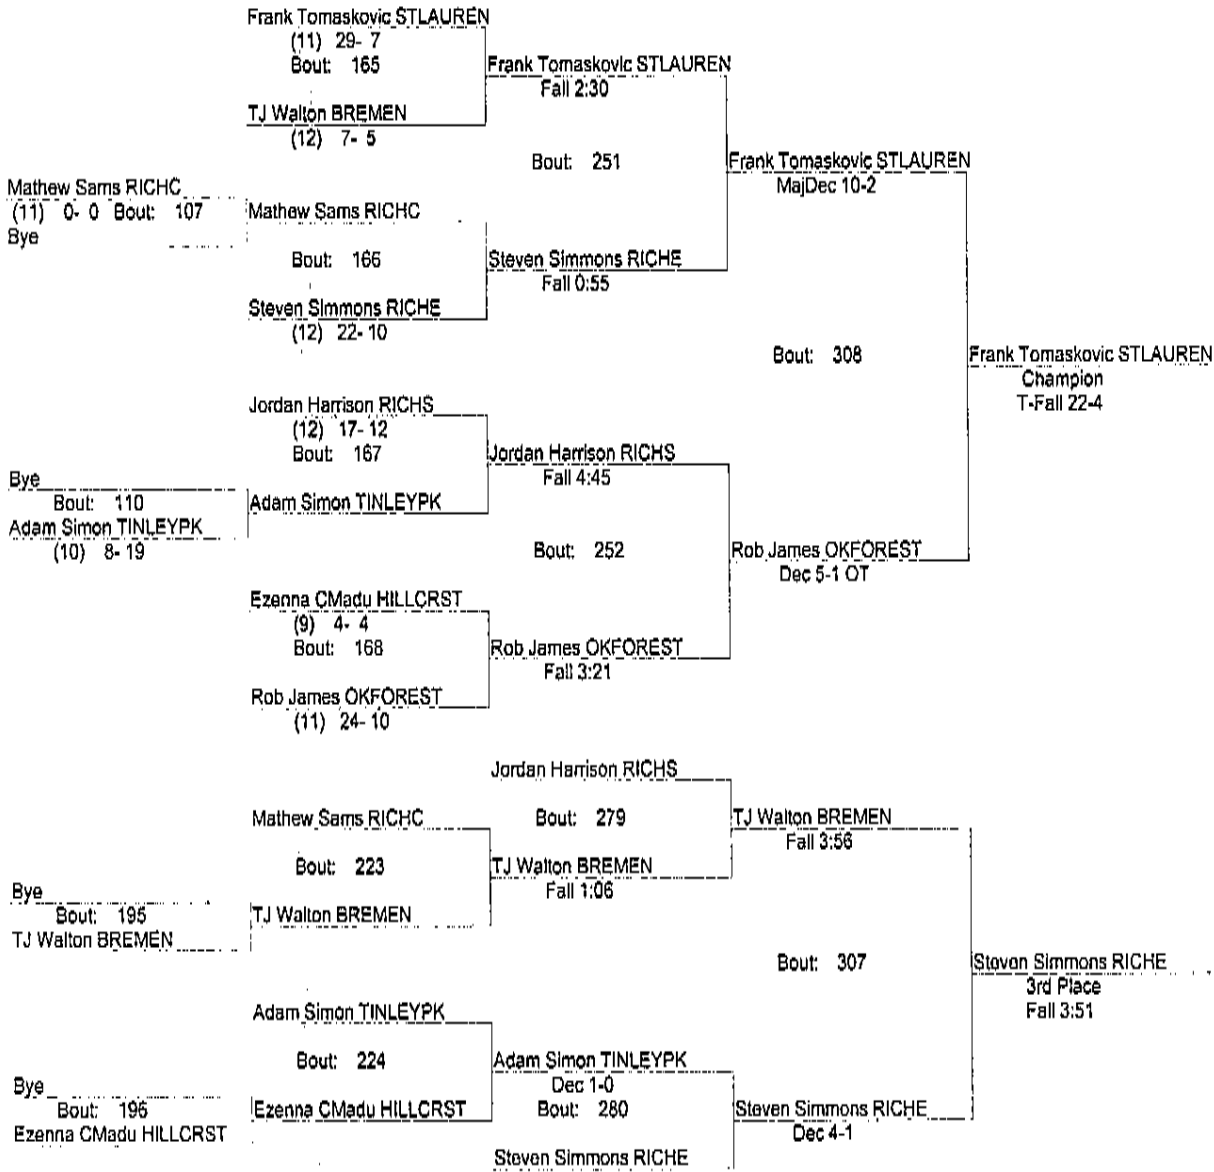 Frank Tomaskovic STLAUREN
(11) 29- 7
Bout: 165
Frank Tomaskovic STLAUREN
Fall 2:30
TJ Walton BREMEN
(12) 7- 5
Bout: 251
Frank Tomaskovic STLAUREN
MajDec 10-2
Mathew Sams RICHC
(11) 0- 0 Bout: 107
Bye
Mathew Sams RICHC
Bout: 166
Steven Simmons RICHE
Fall 0:55
Steven Simmons RICHE
(12) 22- 10
Bout: 308
Frank Tomaskovic STLAUREN
Champion
T-Fall 22-4
Jordan Harrison RICHS
(12) 17- 12
Bout: 167
Jordan Harrison RICHS
Fall 4:45
Bye
Bout: 110
Adam Simon TINLEYPK
(10) 8- 19
Adam Simon TINLEYPK
Bout: 252
Rob James OKFOREST
Dec 5-1 OT
Ezenna CMadu HILLCRST
(9) 4- 4
Bout: 168
Rob James OKFOREST
Fall 3:21
Rob James OKFOREST
(11) 24- 10
Jordan Harrison RICHS
Mathew Sams RICHC
Bout: 279
TJ Walton BREMEN
Fall 3:56
Bout: 223
TJ Walton BREMEN
Fall 1:06
Bye
Bout: 195
TJ Walton BREMEN
TJ Walton BREMEN
Bout: 307
Steven Simmons RICHE
3rd Place
Fall 3:51
Adam Simon TINLEYPK
Bout: 224
Adam Simon TINLEYPK
Dec 1-0
Bye
Bout: 196
Ezenna CMadu HILLCRST
Ezenna CMadu HILLCRST
Bout: 280
Steven Simmons RICHE
Dec 4-1
Steven Simmons RICHE